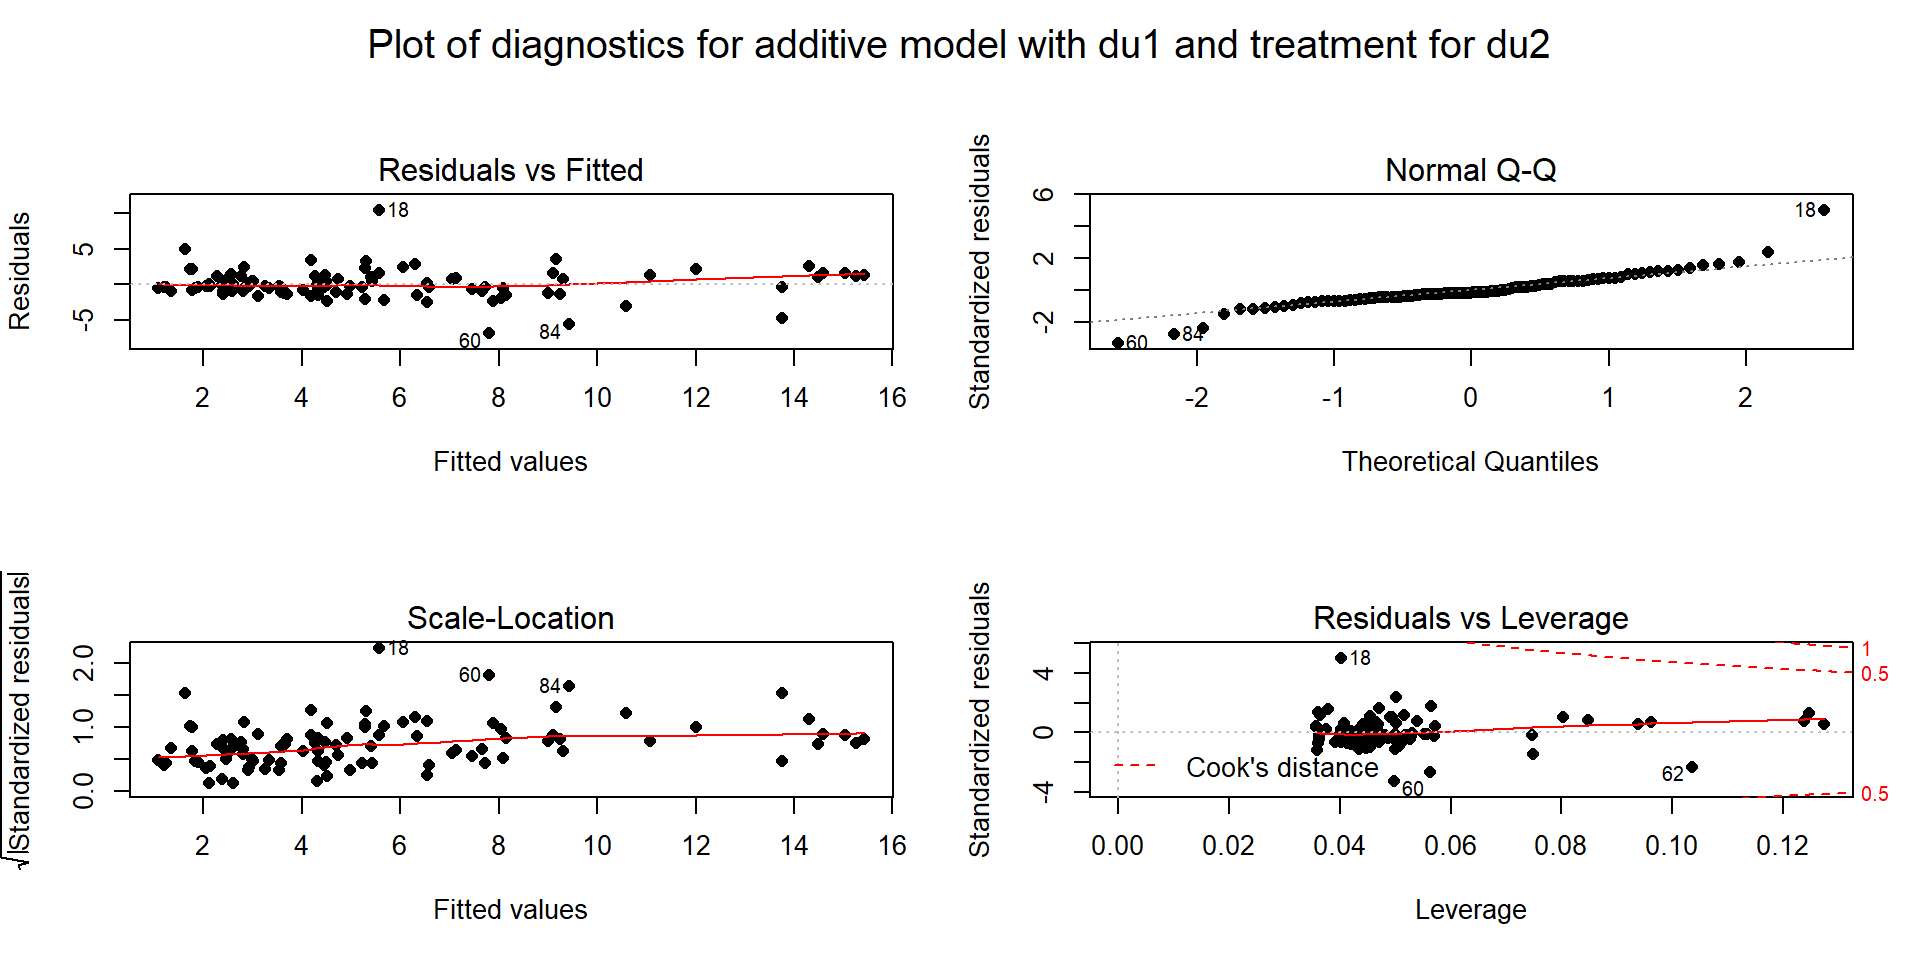 Plot of diagnostics for additive model with du1 and treatment for du2
Residuals vs Fitted
Residuals
5
-5
18
60
84
2 4 6 8 10 12 14 16
Fitted values
Normal Q-Q
Standardized residuals
6
2
-2
18
60
84
-2 -1 0 1 2
Theoretical Quantiles
Scale-Location
√|Standardized residuals|
2.0
1.0
0.0
18
60
84
2 4 6 8 10 12 14 16
Fitted values
Residuals vs Leverage
Standardized residuals
4
0
-4
18
60
62
Cook's distance
1
0.5
0.5
0.00 0.02 0.04 0.06 0.08 0.10 0.12
Leverage